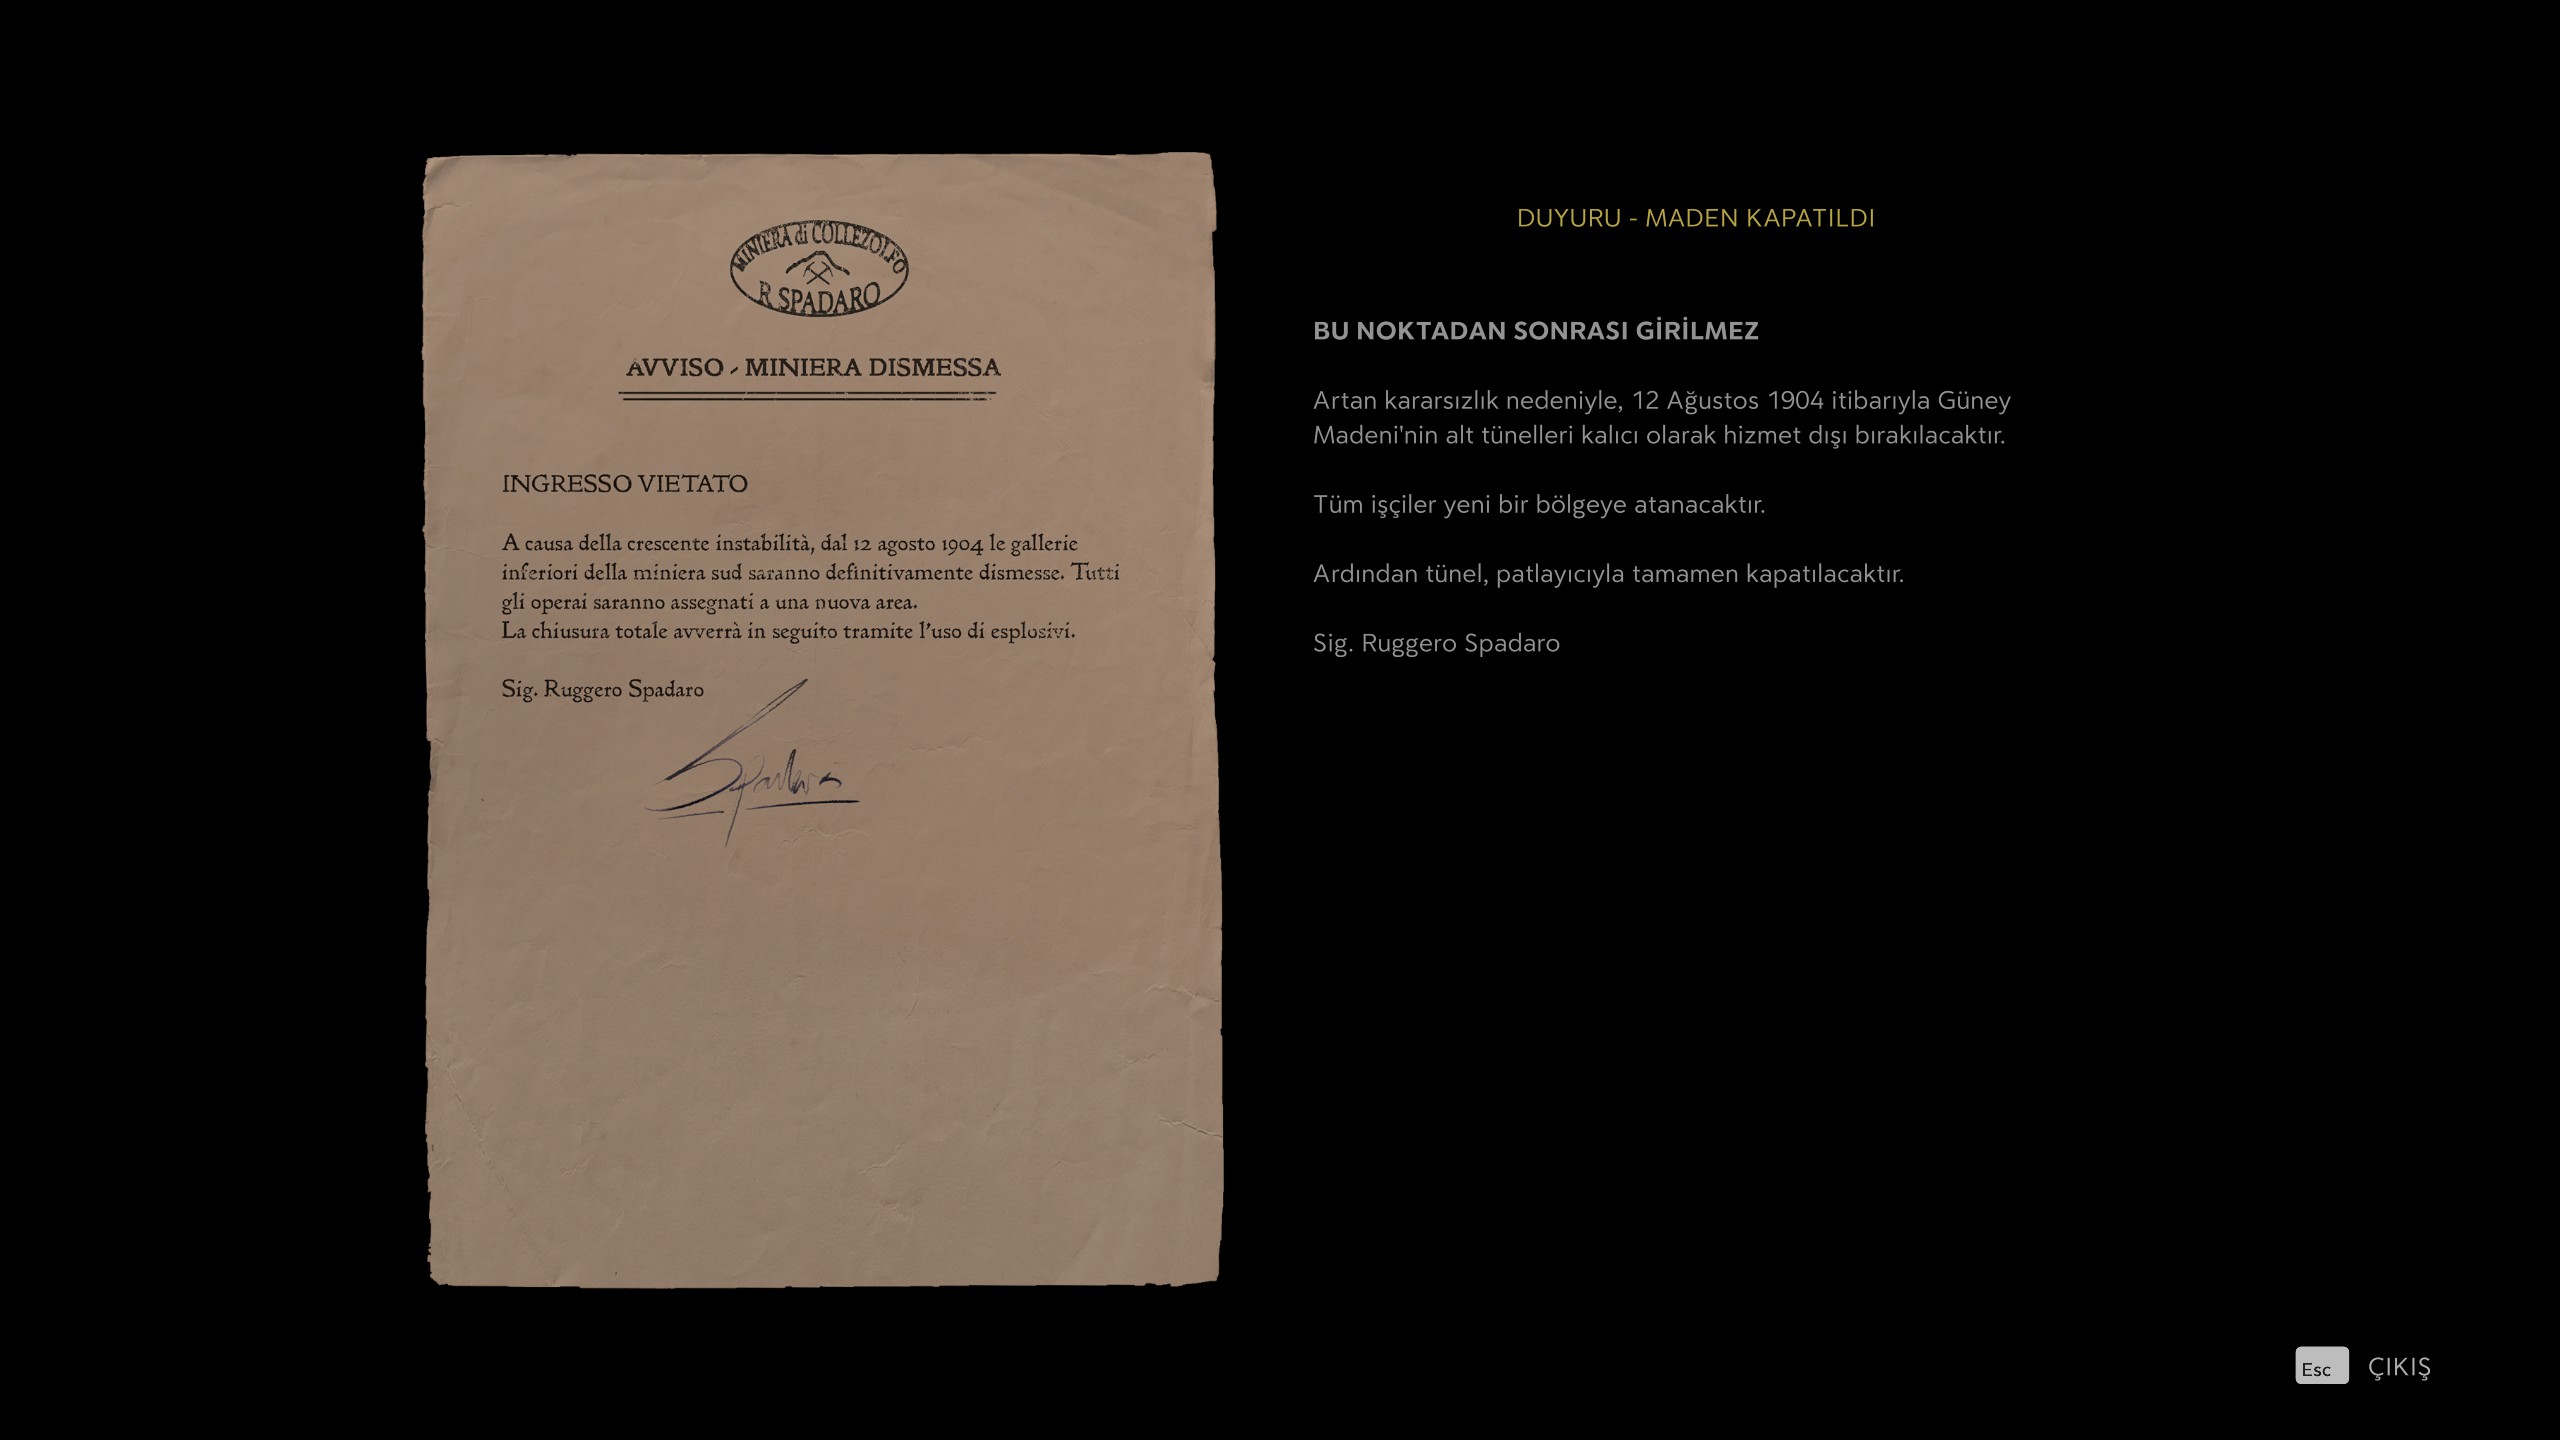 MINIERA di COLLEZOLFO
R SPADARO
AVVISO - MINIERA DISMESSA
INGRESSO VIETATO
A causa della crescente instabilità, dal 12 agosto 1904 le gallerie
inferiori della miniera sud saranno definitivamente dismesse. Tutti
gli operai saranno assegnati a una nuova area.
La chiusura totale avverrà in seguito tramite l'uso di esplosivi.
Sig. Ruggero Spadaro
Spadaro
DUYURU - MADEN KAPATILDI
BU NOKTADAN SONRASI GİRİLMEZ
Artan kararsızlık nedeniyle, 12 Ağustos 1904 itibarıyla Güney
Madeni'nin alt tünelleri kalıcı olarak hizmet dışı bırakılacaktır.
Tüm işçiler yeni bir bölgeye atanacaktır.
Ardından tünel, patlayıcıyla tamamen kapatılacaktır.
Sig. Ruggero Spadaro
Esc ÇIKIŞ